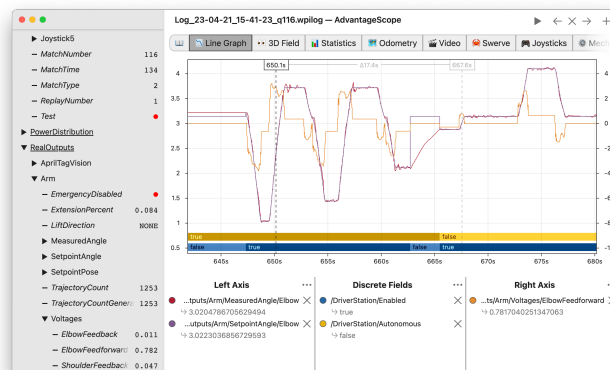 Log_23-04-21_15-41-23_q116.wpilog — AdvantageScope
Joystick5
MatchNumber 116
MatchTime 134
MatchType 2
ReplayNumber 1
Test
PowerDistribution
RealOutputs
AprilTagVision
Arm
EmergencyDisabled
ExtensionPercent 0.084
LiftDirection NONE
MeasuredAngle
SetpointAngle
SetpointPose
TrajectoryCount 1253
TrajectoryCountGener 1253
Voltages
ElbowFeedback 0.011
ElbowFeedforward 0.782
ShoulderFeedback 0.047
Line Graph 3D Field Statistics Odometry Video Swerve Joysticks Mech
650.1s Δ17.4s 667.6s
4 4
3.5 2
3 0
2.5 -2
2 -4
1.5 -6
1 -8
0.5
true false
false true false true
645s 650s 655s 660s 665s 670s 675s 680s
Left Axis ···
...tputs/Arm/MeasuredAngle/Elbow
3.0204786705629494
...utputs/Arm/SetpointAngle/Elbow
3.0223036856729593
Discrete Fields ···
/DriverStation/Enabled
true
/DriverStation/Autonomous
false
Right Axis ···
...ts/Arm/Voltages/ElbowFeedforward
0.7817040251347063